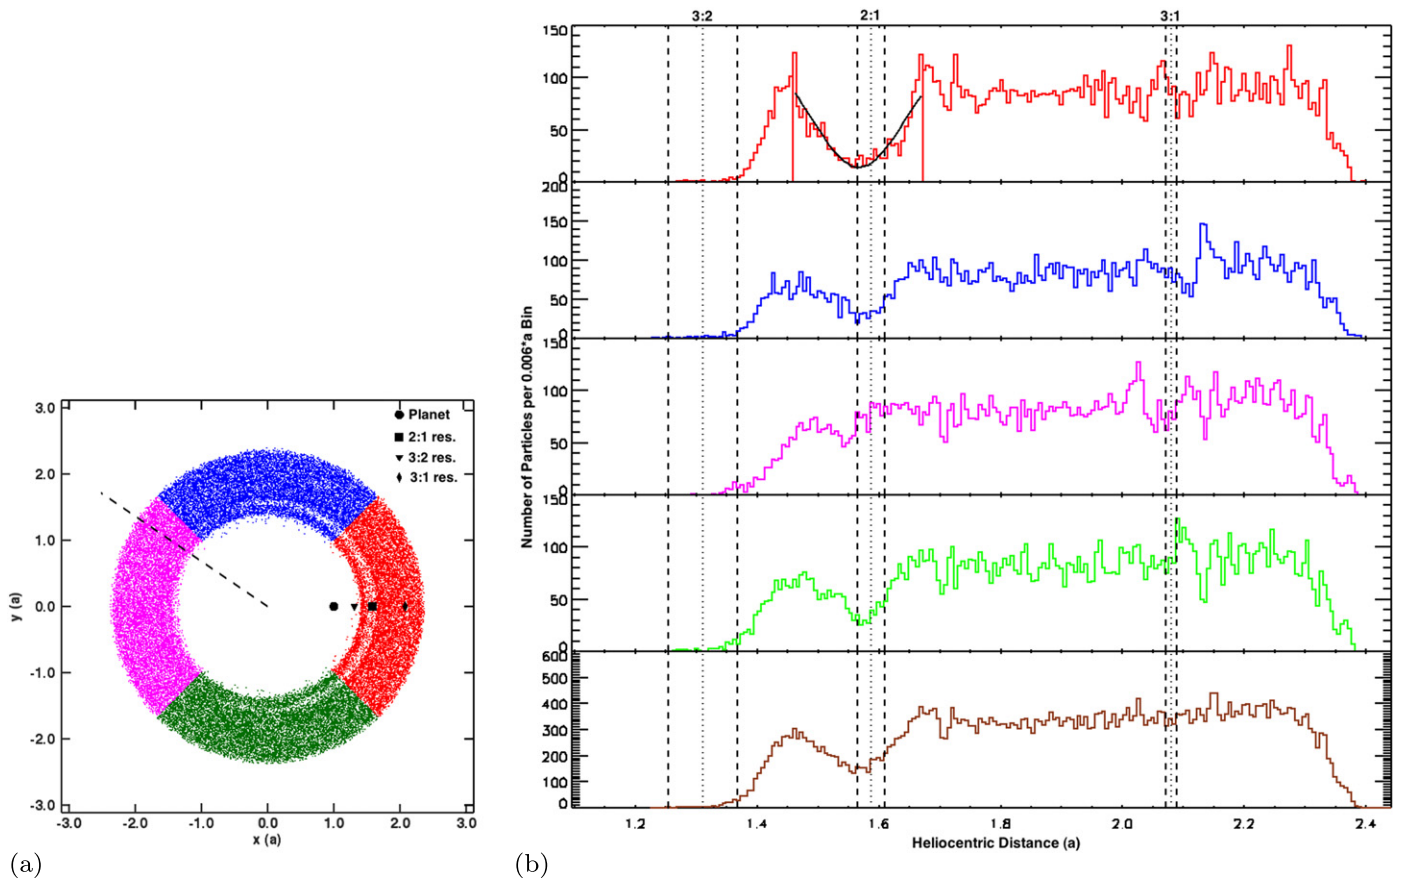 3:2 2:1 3:1
150
100
50
0
200
150
100
50
0
150
100
50
0
150
100
50
0
600
500
400
300
200
100
0
Number of Particles per 0.006*a Bin
1.2 1.4 1.6 1.8 2.0 2.2 2.4
Heliocentric Distance (a)
3.0
2.0
1.0
0.0
-1.0
-2.0
-3.0
y (a)
Planet
2:1 res.
3:2 res.
3:1 res.
-3.0 -2.0 -1.0 0.0 1.0 2.0 3.0
x (a)
(a)
(b)